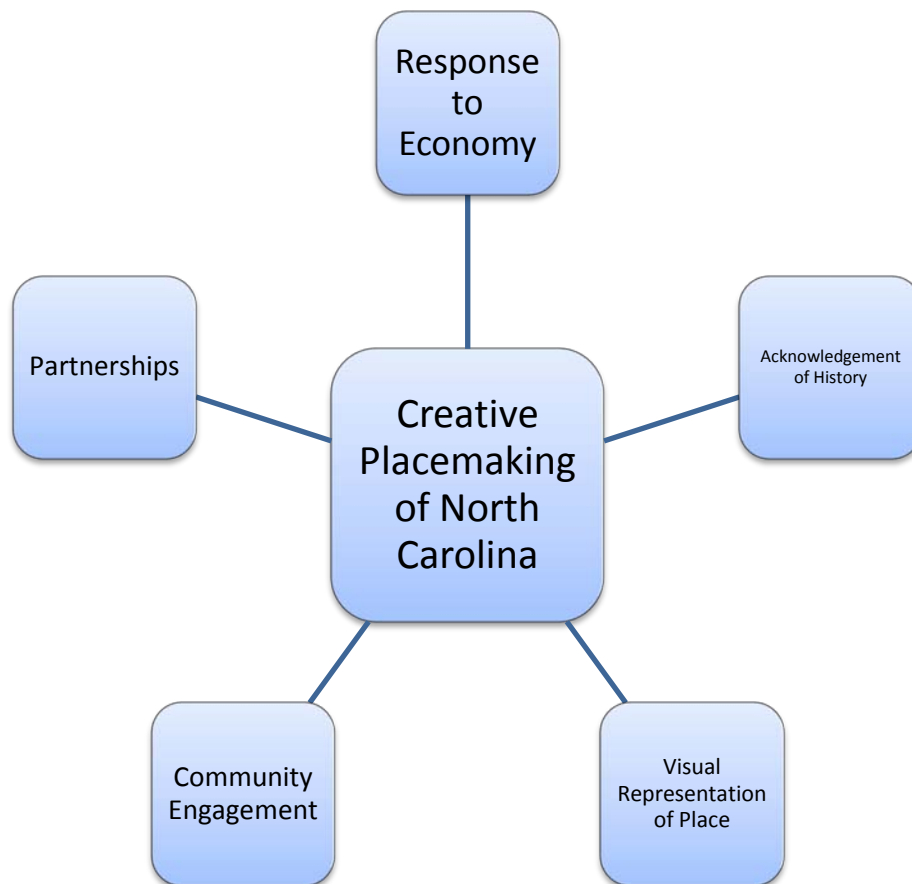 Response
to
Economy
Partnerships
Acknowledgement
of History
Creative
Placemaking
of North
Carolina
Community
Engagement
Visual
Representation
of Place